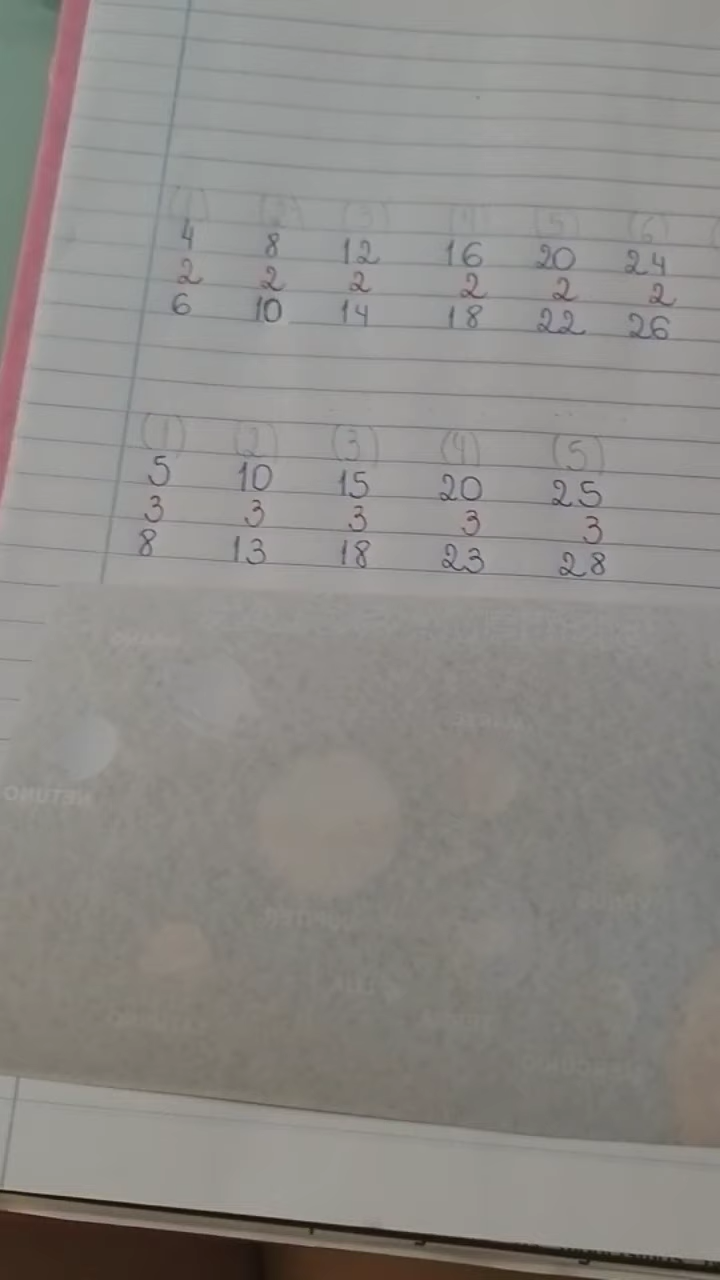 (1) (2) (3) (4) (5) (6)
4 8 12 16 20 24
2 2 2 2 2 2
6 10 14 18 22 26
(1) (2) (3) (4) (5)
5 10 15 20 25
3 3 3 3 3
8 13 18 23 28
NETUNO